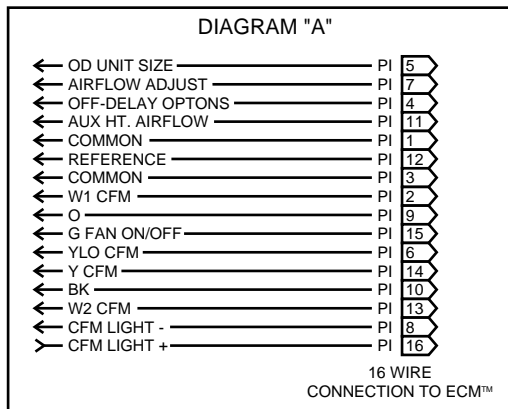 DIAGRAM "A"
OD UNIT SIZE PI 5
AIRFLOW ADJUST PI 7
OFF-DELAY OPTONS PI 4
AUX HT. AIRFLOW PI 11
COMMON PI 1
REFERENCE PI 12
COMMON PI 3
W1 CFM PI 2
O PI 9
G FAN ON/OFF PI 15
YLO CFM PI 6
Y CFM PI 14
BK PI 10
W2 CFM PI 13
CFM LIGHT - PI 8
CFM LIGHT + PI 16
16 WIRE
CONNECTION TO ECM™